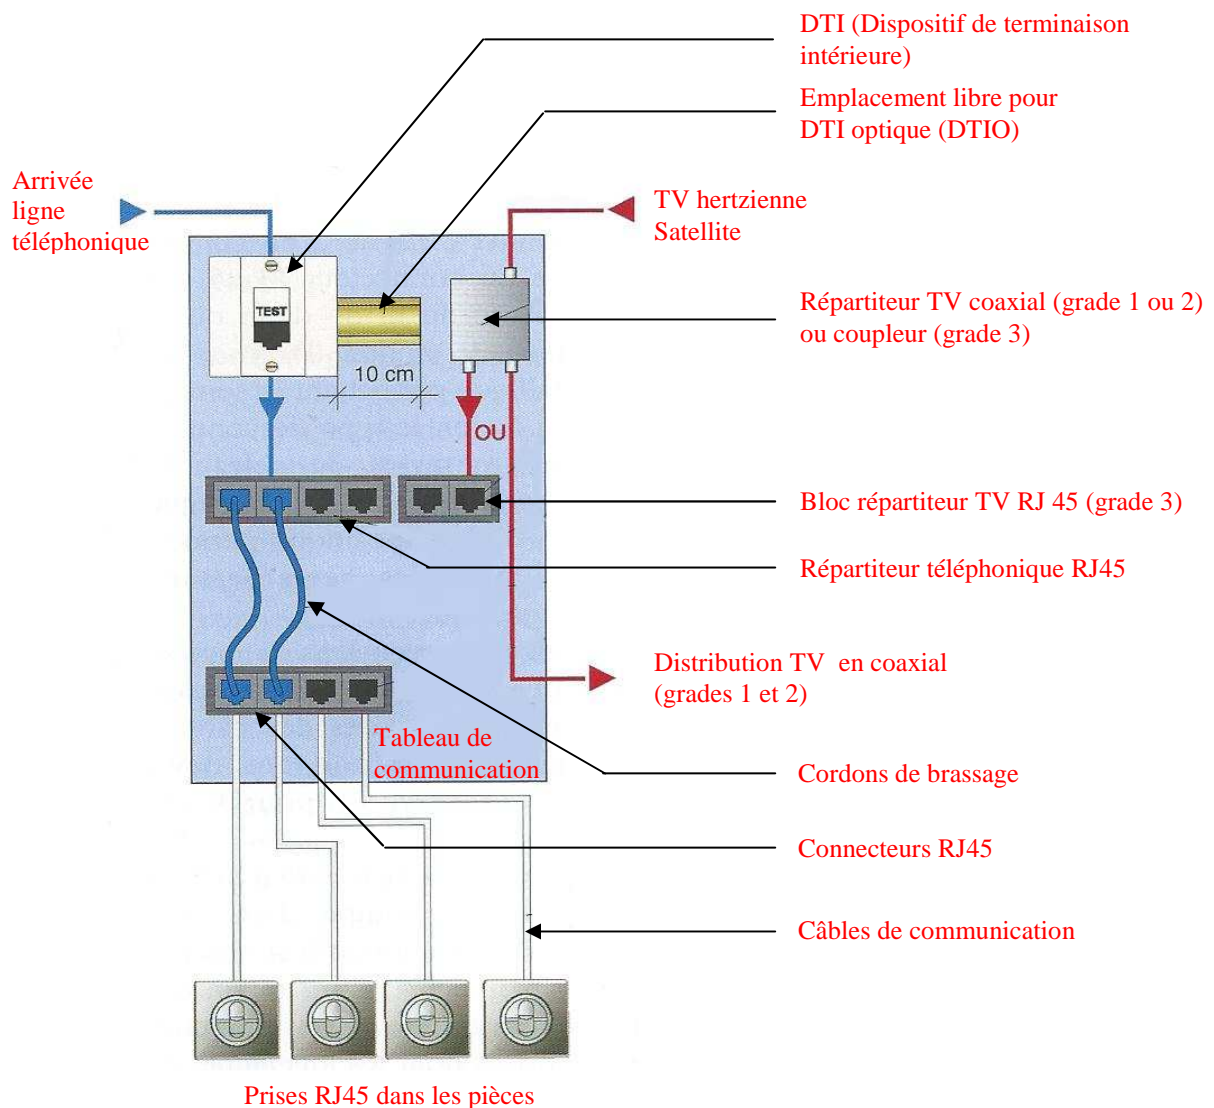 DTI (Dispositif de terminaison
intérieure)
Emplacement libre pour
DTI optique (DTIO)
Arrivée
ligne
téléphonique
TV hertzienne
Satellite
TEST
Répartiteur TV coaxial (grade 1 ou 2)
ou coupleur (grade 3)
10 cm
OU
Bloc répartiteur TV RJ 45 (grade 3)
Répartiteur téléphonique RJ45
Distribution TV en coaxial
(grades 1 et 2)
Tableau de
communication
Cordons de brassage
Connecteurs RJ45
Câbles de communication
Prises RJ45 dans les pièces